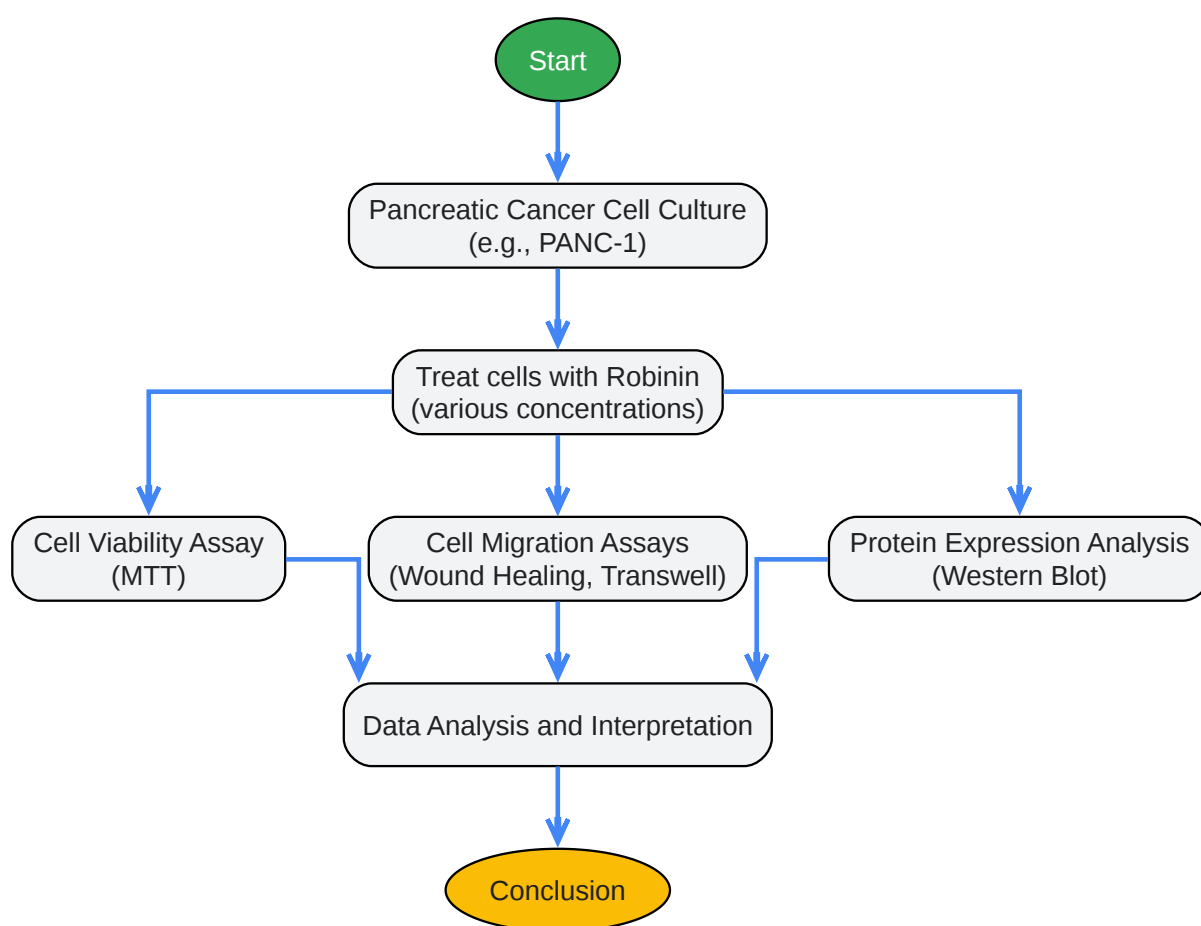 Start
Pancreatic Cancer Cell Culture
(e.g., PANC-1)
Treat cells with Robinin
(various concentrations)
Cell Viability Assay
(MTT)
Cell Migration Assays
(Wound Healing, Transwell)
Protein Expression Analysis
(Western Blot)
Data Analysis and Interpretation
Conclusion